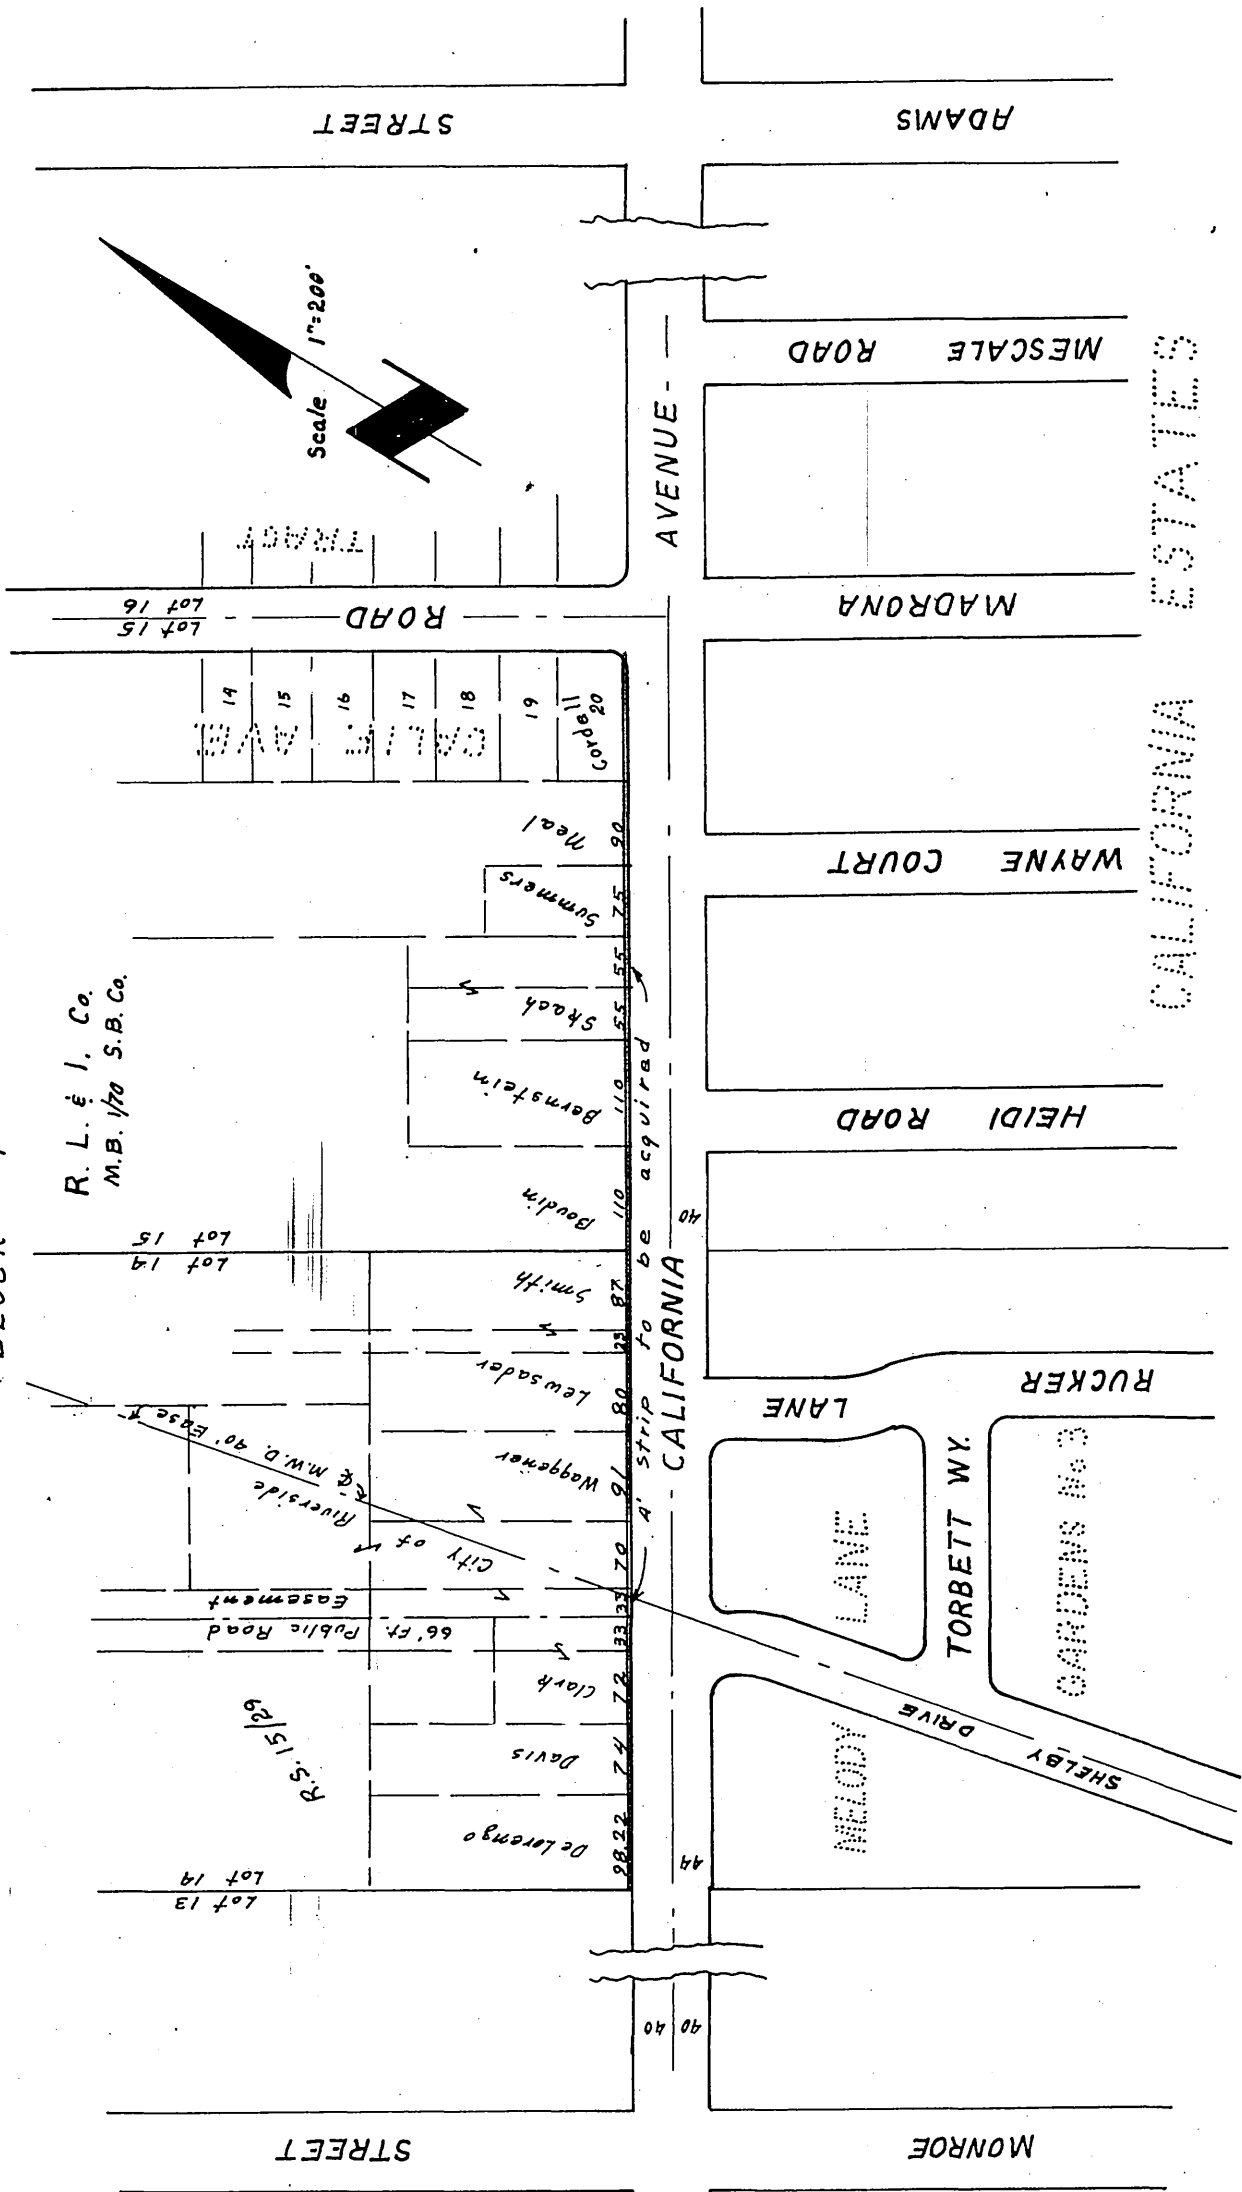 STREET
ADAMS
Scale 1"=200'
MESCALE ROAD
AVENUE
TRACT
Lot 16
Lot 15
ROAD
MADRONA
CALIF. AVE.
14
15
16
17
18
19
20
Cordell
CALIFORNIA ESTATES
Neal
90
Summers
75
WAYNE COURT
R. L. & I. Co.
M.B. 1/70 S.B. Co.
55
Skach
55
Bernstein
110
HEIDI ROAD
Boudin
110
40
Lot 15
Lot 14
Smith
87
23
Lewsader
80
Waggener
91
4' strip to be acquired
CALIFORNIA
RUCKER
LANE
M.W.D. 40' Ease
City of Riverside
70
33
Easement
66' Ft. Public Road
33
TORBETT WY.
MELODY LANE
GARDENS No. 3
SHELBY DRIVE
Clark
72
Davis
74
R.S. 15/29
De Lorengo
98.22
44
Lot 14
Lot 13
40
40
STREET
MONROE